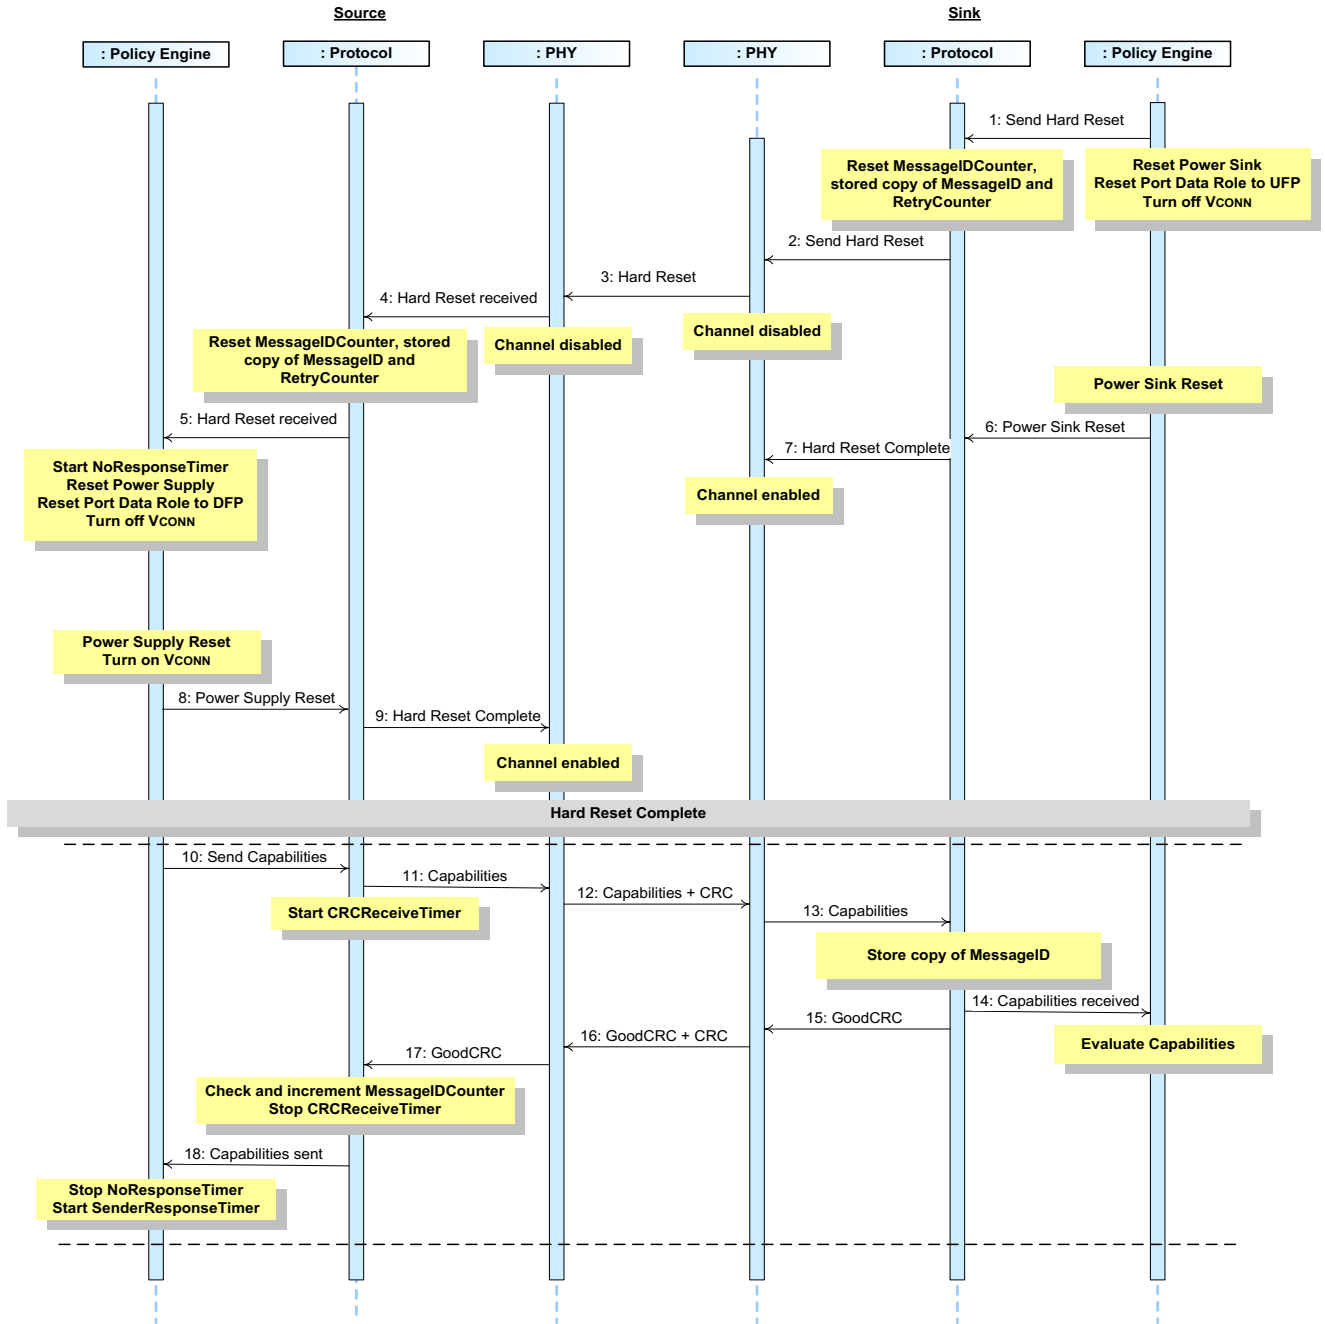 Source
Sink
: Policy Engine
: Protocol
: PHY
: PHY
: Protocol
: Policy Engine
1: Send Hard Reset
Reset MessageIDCounter,
stored copy of MessageID and
RetryCounter
Reset Power Sink
Reset Port Data Role to UFP
Turn off VCONN
2: Send Hard Reset
3: Hard Reset
4: Hard Reset received
Channel disabled
Reset MessageIDCounter, stored
copy of MessageID and
RetryCounter
Channel disabled
Power Sink Reset
5: Hard Reset received
6: Power Sink Reset
7: Hard Reset Complete
Start NoResponseTimer
Reset Power Supply
Reset Port Data Role to DFP
Turn off VCONN
Channel enabled
Power Supply Reset
Turn on VCONN
8: Power Supply Reset
9: Hard Reset Complete
Channel enabled
Hard Reset Complete
10: Send Capabilities
11: Capabilities
12: Capabilities + CRC
Start CRCReceiveTimer
13: Capabilities
Store copy of MessageID
14: Capabilities received
15: GoodCRC
16: GoodCRC + CRC
Evaluate Capabilities
17: GoodCRC
Check and increment MessageIDCounter
Stop CRCReceiveTimer
18: Capabilities sent
Stop NoResponseTimer
Start SenderResponseTimer